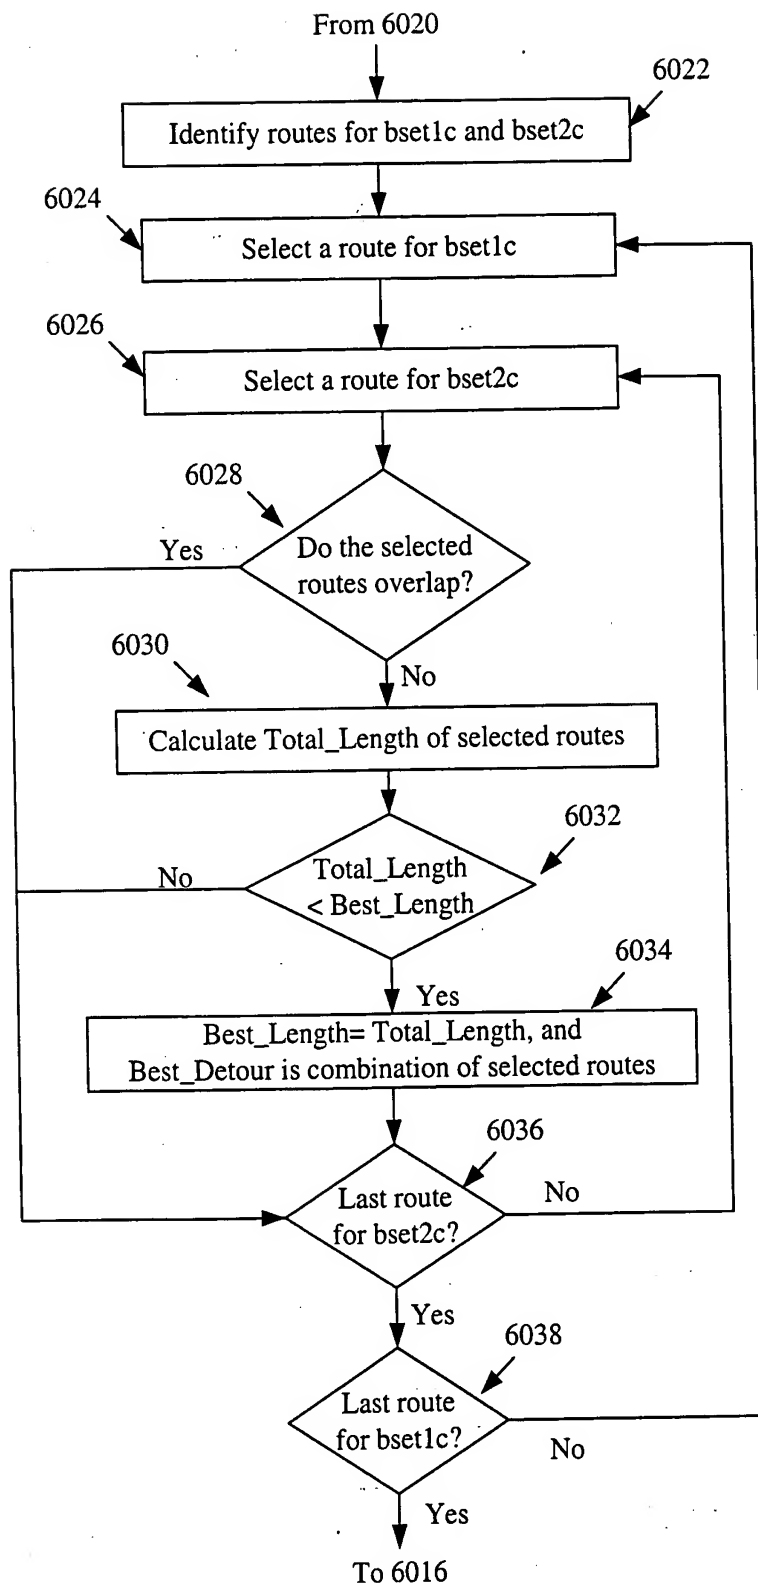 From 6020
6022
Identify routes for bset1c and bset2c
6024
Select a route for bset1c
6026
Select a route for bset2c
6028
Yes
Do the selected
routes overlap?
6030
No
Calculate Total_Length of selected routes
6032
No
Total_Length
< Best_Length
6034
Yes
Best_Length= Total_Length, and
Best_Detour is combination of selected routes
6036
Last route
for bset2c?
No
Yes
6038
Last route
for bset1c?
No
Yes
To 6016